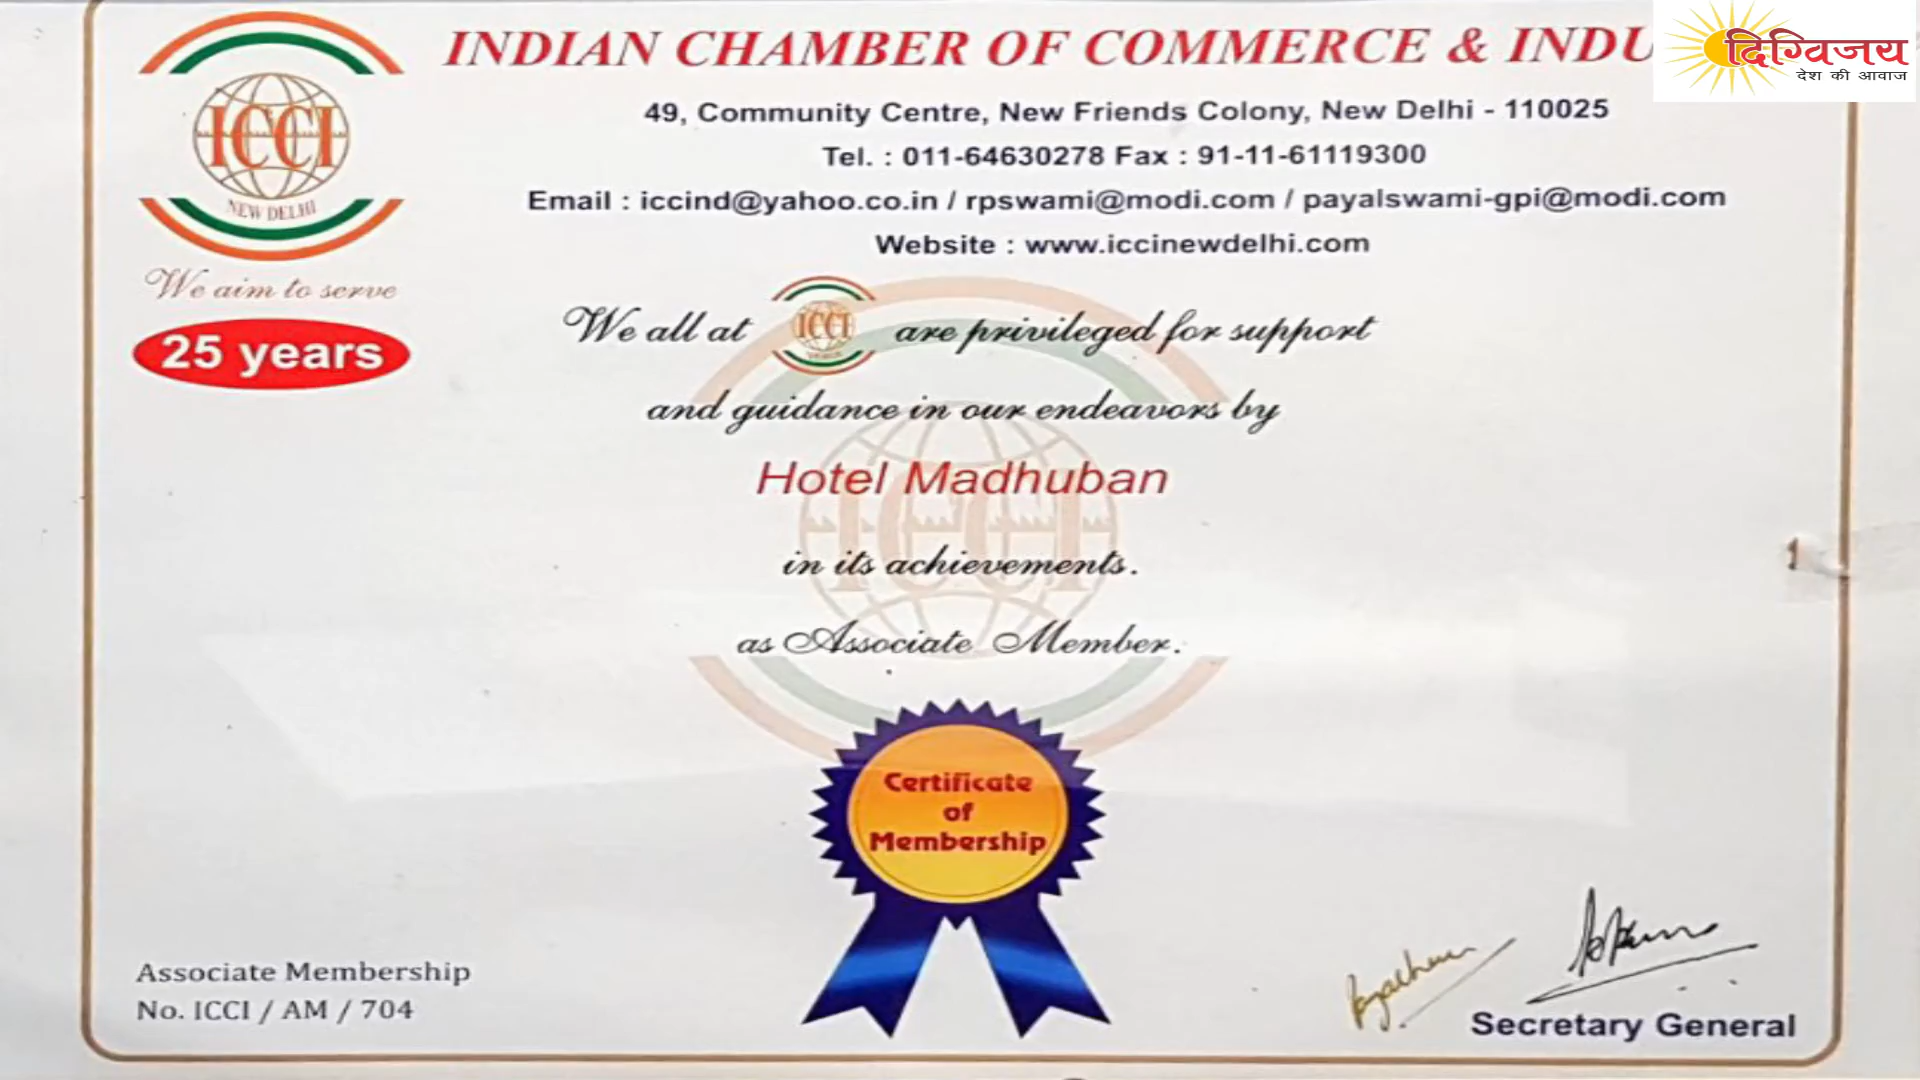 INDIAN CHAMBER OF COMMERCE & INDU
दिग्विजय
देश की आवाज
49, Community Centre, New Friends Colony, New Delhi - 110025
Tel. : 011-64630278 Fax : 91-11-61119300
Email : iccind@yahoo.co.in / rpswami@modi.com / payalswami-gpi@modi.com
Website : www.iccinewdelhi.com
ICCI
NEW DELHI
We aim to serve
25 years
We all at ICCI are privileged for support
and guidance in our endeavors by
Hotel Madhuban
in its achievements.
ICCI
as Associate Member.
Certificate
of
Membership
Associate Membership
No. ICCI / AM / 704
Secretary General